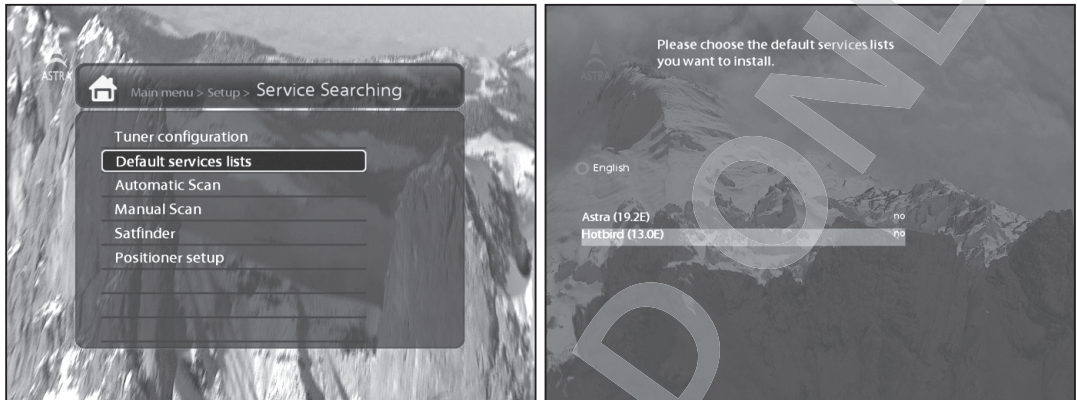 ASTRA
Main menu > Setup > Service Searching
Tuner configuration
Default services lists
Automatic Scan
Manual Scan
Satfinder
Positioner setup
Please choose the default services lists
you want to install.
ASTRA
English
Astra (19.2E) no
Hotbird (13.0E) no
DONE